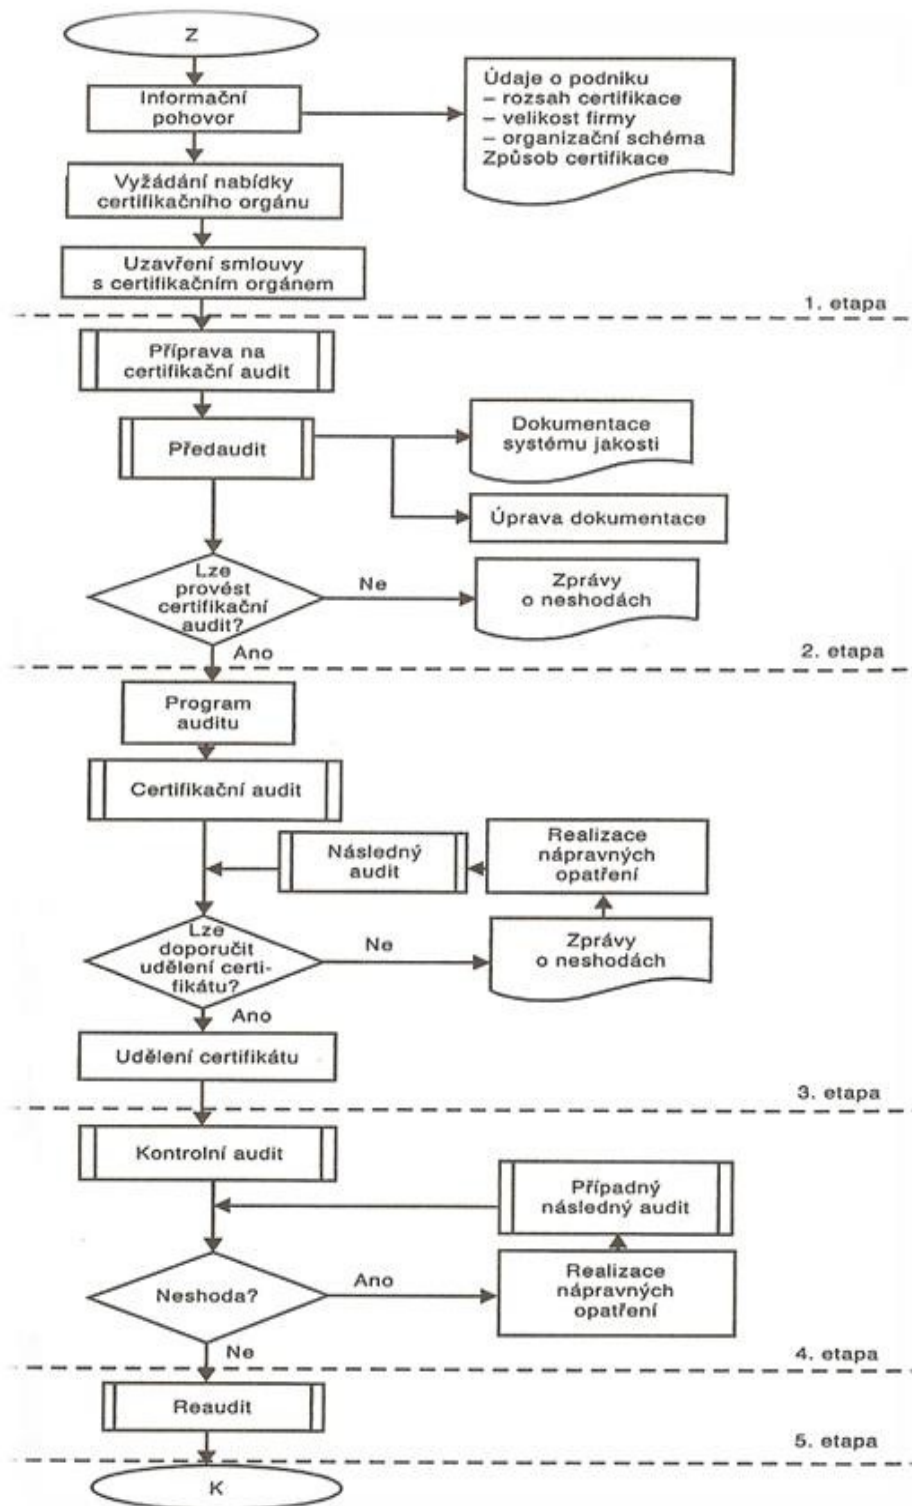 Z
Informační
pohovor
Údaje o podniku
– rozsah certifikace
– velikost firmy
– organizační schéma
Způsob certifikace
Vyžádání nabídky
certifikačního orgánu
Uzavření smlouvy
s certifikačním orgánem
1. etapa
Příprava na
certifikační audit
Předaudit
Dokumentace
systému jakosti
Úprava dokumentace
Lze
provést
certifikační
audit?
Ne
Zprávy
o neshodách
Ano
2. etapa
Program
auditu
Certifikační audit
Následný
audit
Realizace
nápravných
opatření
Lze
doporučit
udělení certi-
fikátu?
Ne
Zprávy
o neshodách
Ano
Udělení certifikátu
3. etapa
Kontrolní audit
Případný
následný audit
Neshoda?
Ano
Realizace
nápravných
opatření
Ne
4. etapa
Reaudit
5. etapa
K